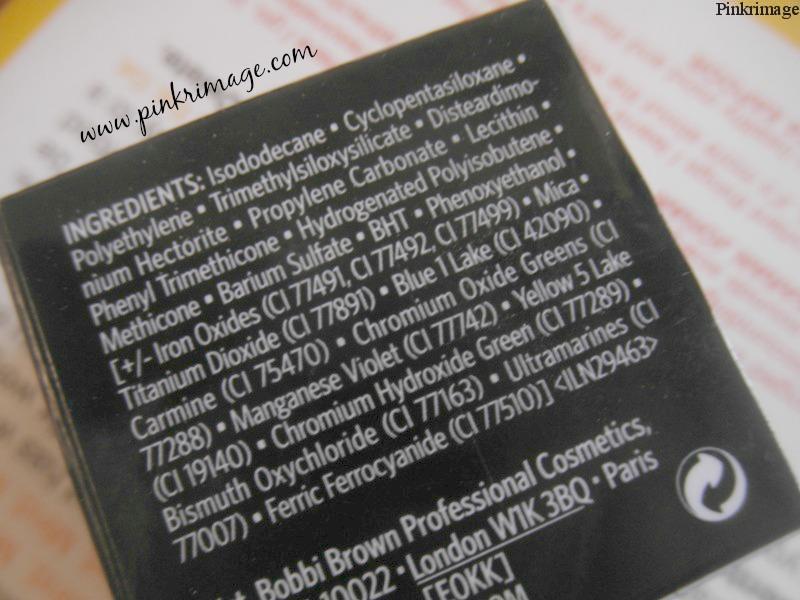 Pinkrimage
www.pinkrimage.com
INGREDIENTS: Isododecane • Cyclopentasiloxane •
Polyethylene • Trimethylsiloxysilicate • Disteardimo-
nium Hectorite • Propylene Carbonate • Lecithin •
Phenyl Trimethicone • Hydrogenated Polyisobutene •
Methicone • Barium Sulfate • BHT • Phenoxyethanol •
[+/- Iron Oxides (CI 77491, CI 77492, CI 77499) • Mica •
Titanium Dioxide (CI 77891) • Blue 1 Lake (CI 42090) •
Carmine (CI 75470) • Chromium Oxide Greens (CI
77288) • Manganese Violet (CI 77742) • Yellow 5 Lake
(CI 19140) • Chromium Hydroxide Green (CI 77289) •
Bismuth Oxychloride (CI 77163) • Ultramarines (CI
77007) • Ferric Ferrocyanide (CI 77510)] <ILN29463>
Bobbi Brown Professional Cosmetics,
10022 • London W1K 3BQ • Paris